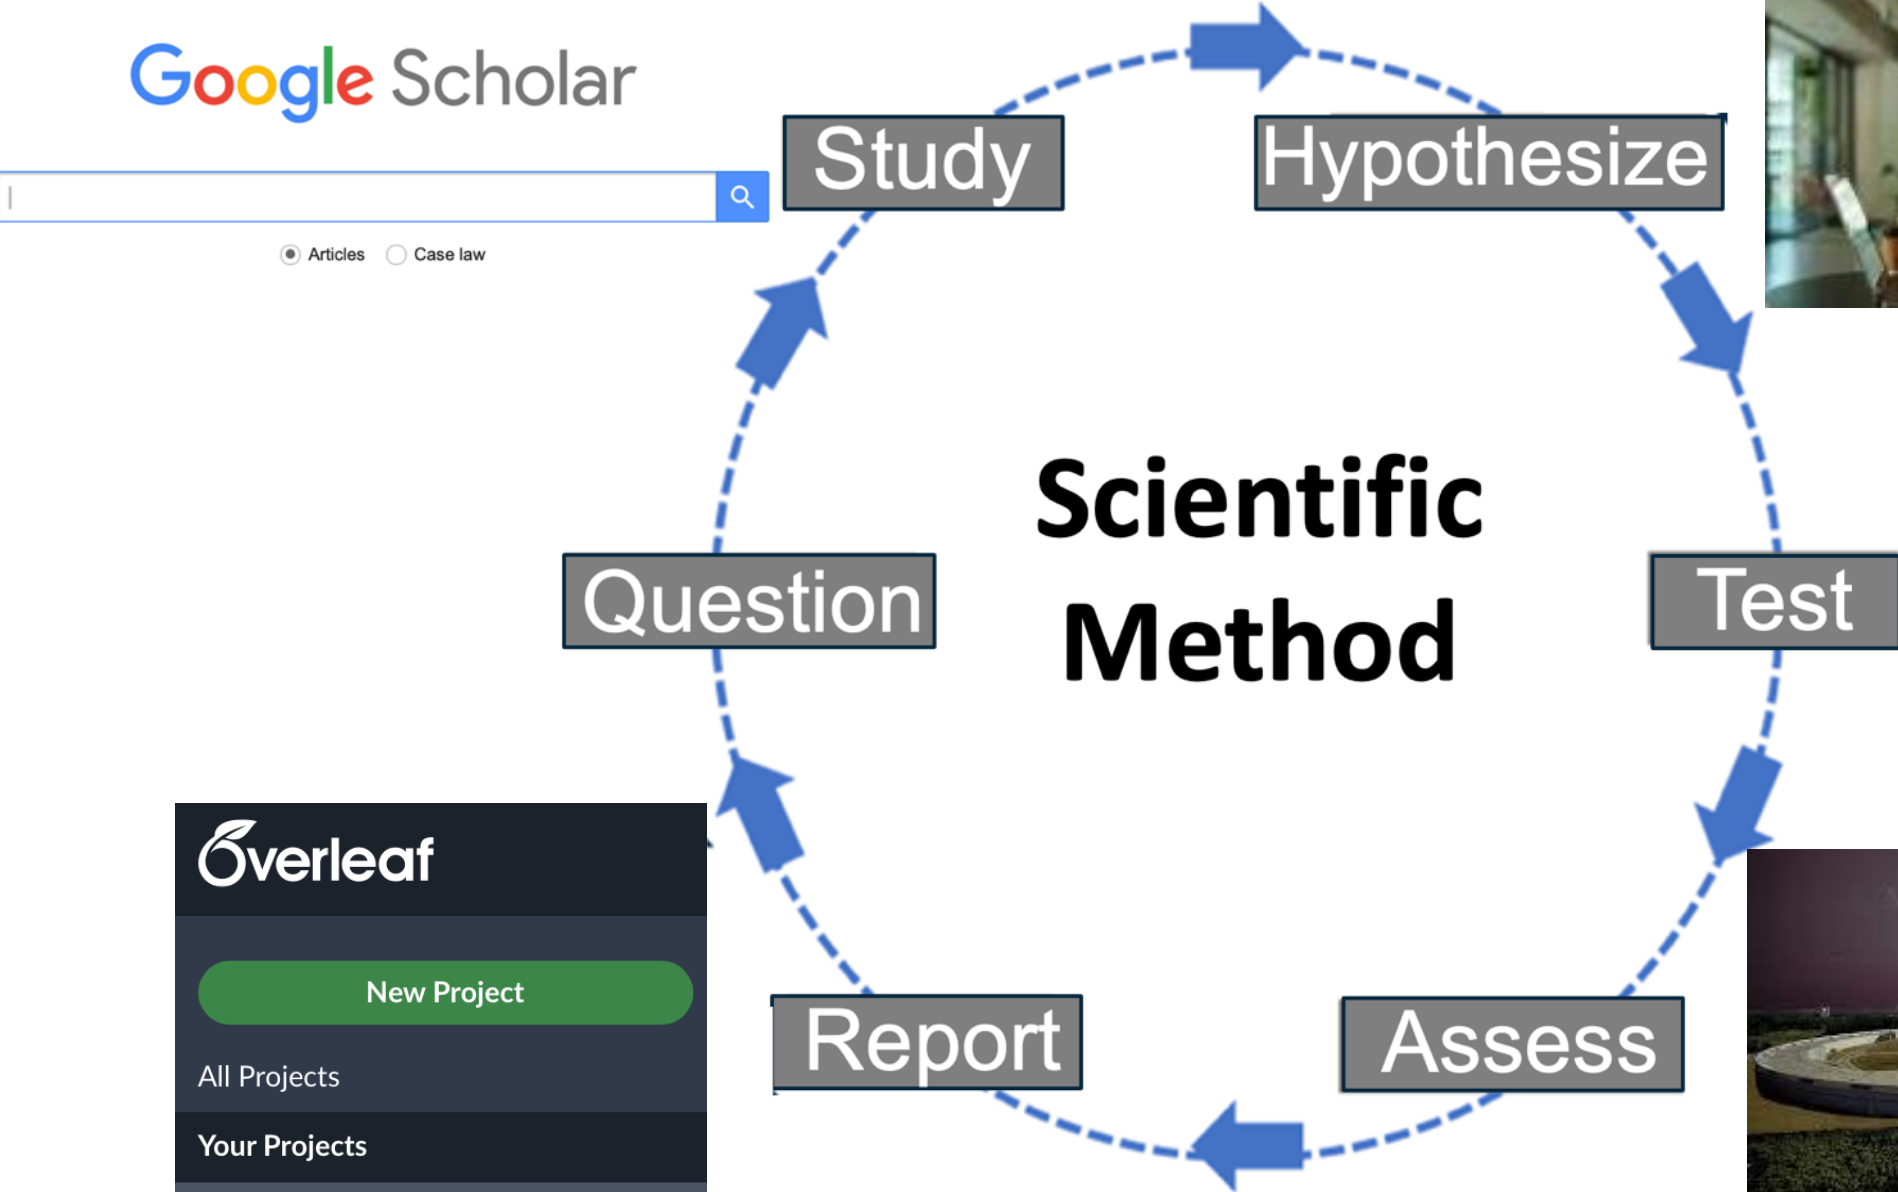 Google Scholar
Articles Case law
Study
Hypothesize
Scientific
Method
Question
Test
Overleaf
New Project
All Projects
Your Projects
Report
Assess